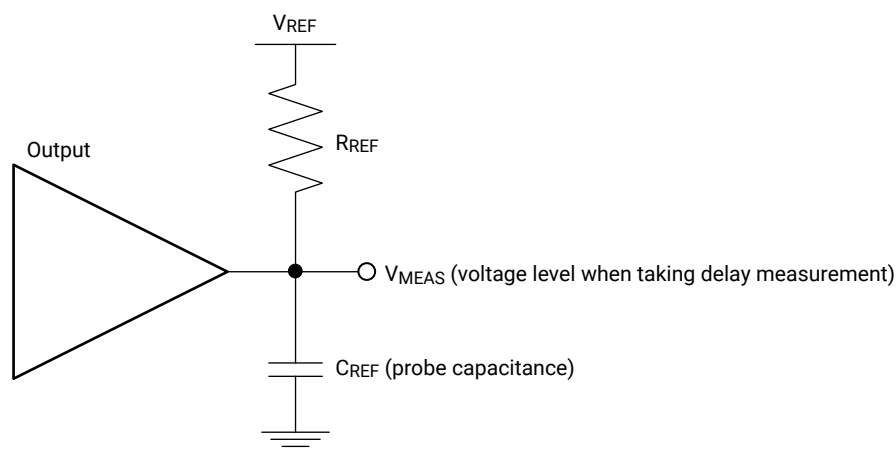 VREF
RREF
Output
VMEAS (voltage level when taking delay measurement)
CREF (probe capacitance)